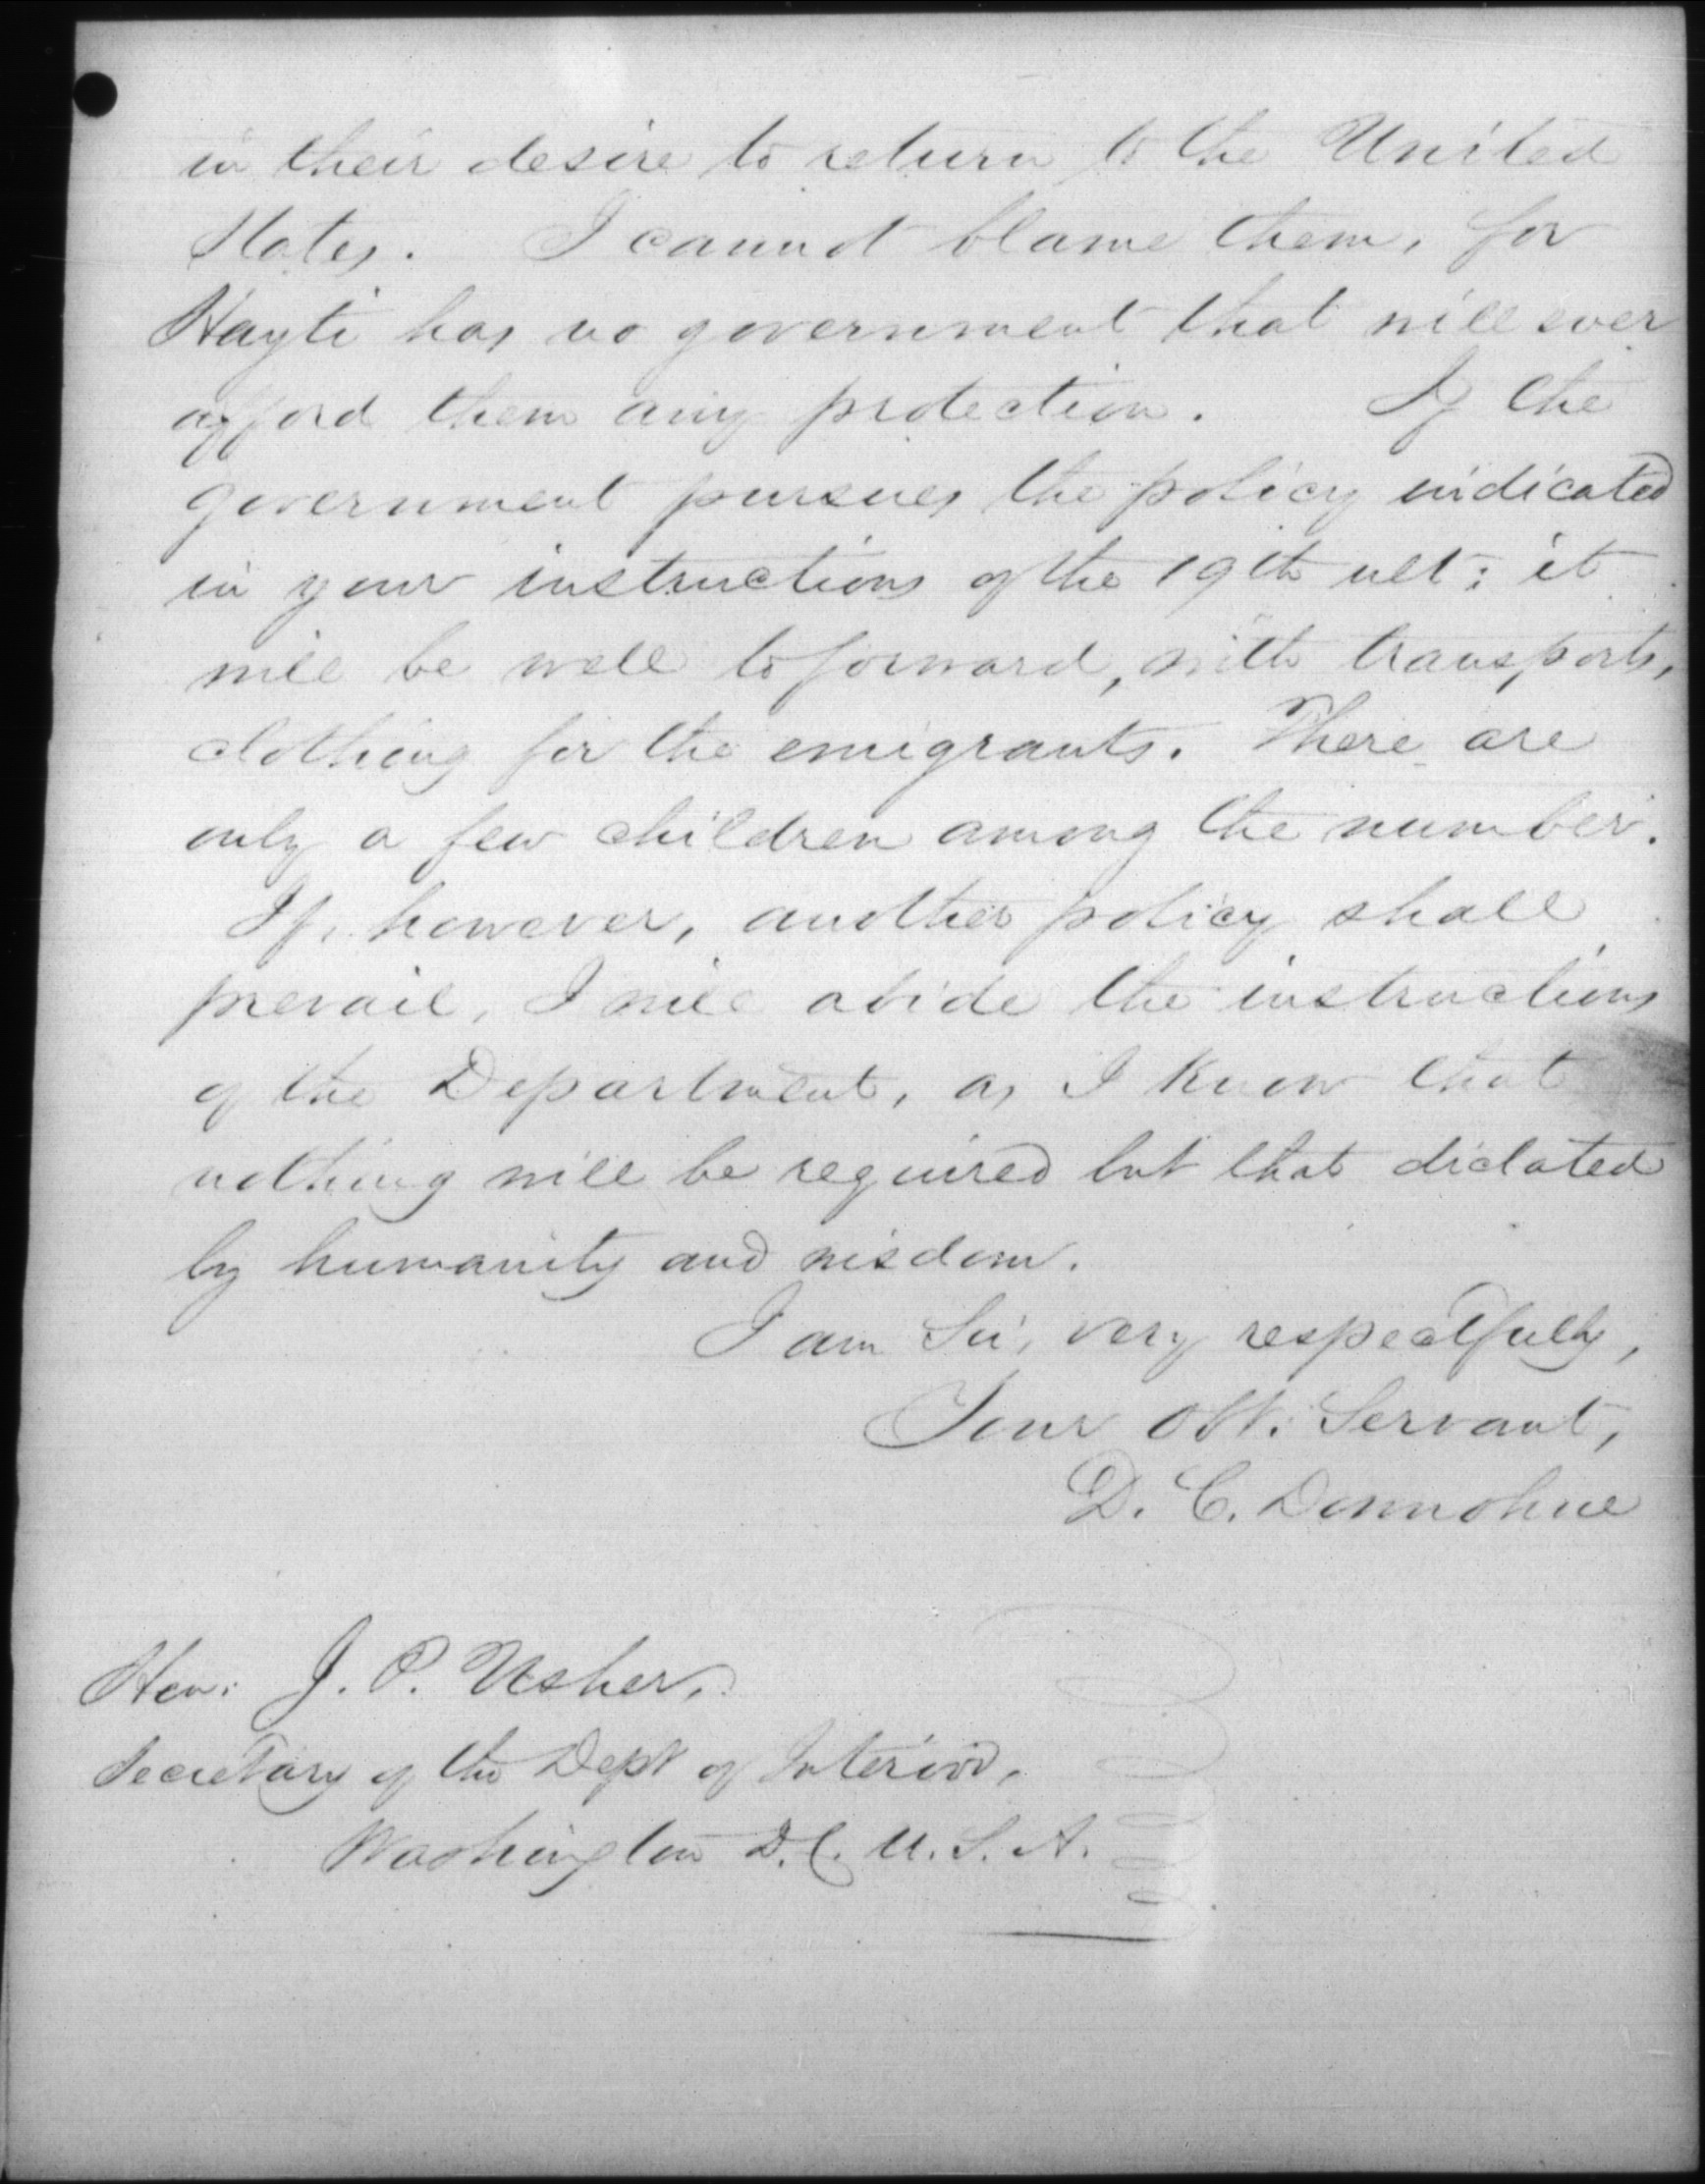 in their desire to return to the United
States. I cannot blame them, for
Hayti has no government that will ever
afford them any protection. If the
government pursues the policy indicated
in your instructions of the 19th ult: it
will be well to forward, with transports,
clothing for the emigrants. There are
only a few children among the number.
If, however, another policy shall
prevail, I will abide the instructions
of the Department, as I know that
nothing will be required but that dictated
by humanity and wisdom.
I am Sir, very respectfully,
Your Obt. Servant,
D. C. Donnohue
Hon: J. P. Usher,
Secretary of the Dept of Interior,
Washington D.C. U.S.A.